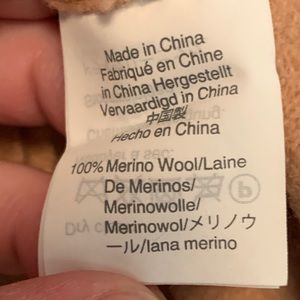 Made in China
Fabriqué en Chine
in China Hergestellt
Vervaardigd in China
中国製
Hecho en China
100% Merino Wool/Laine
De Merinos/
Merinowolle/
Merinowol/メリノウ
ール/lana merino